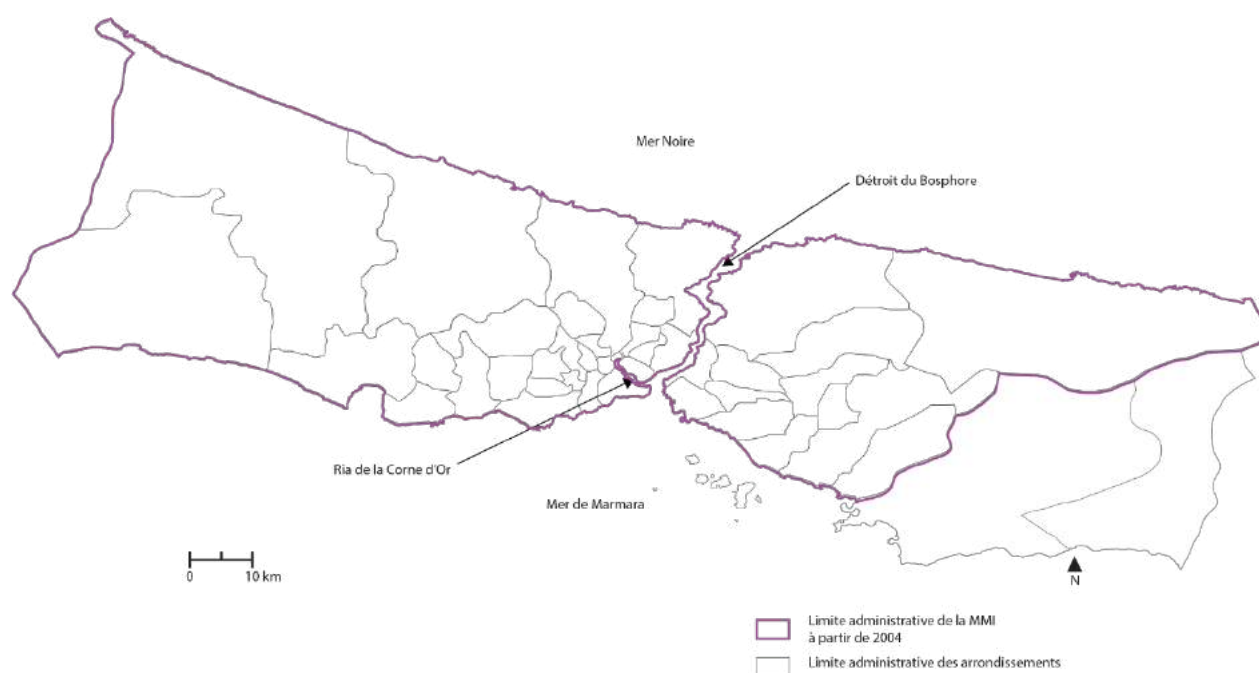 Mer Noire
Détroit du Bosphore
Ria de la Corne d'Or
Mer de Marmara
0 10 km
N
Limite administrative de la MMI
à partir de 2004
Limite administrative des arrondissements